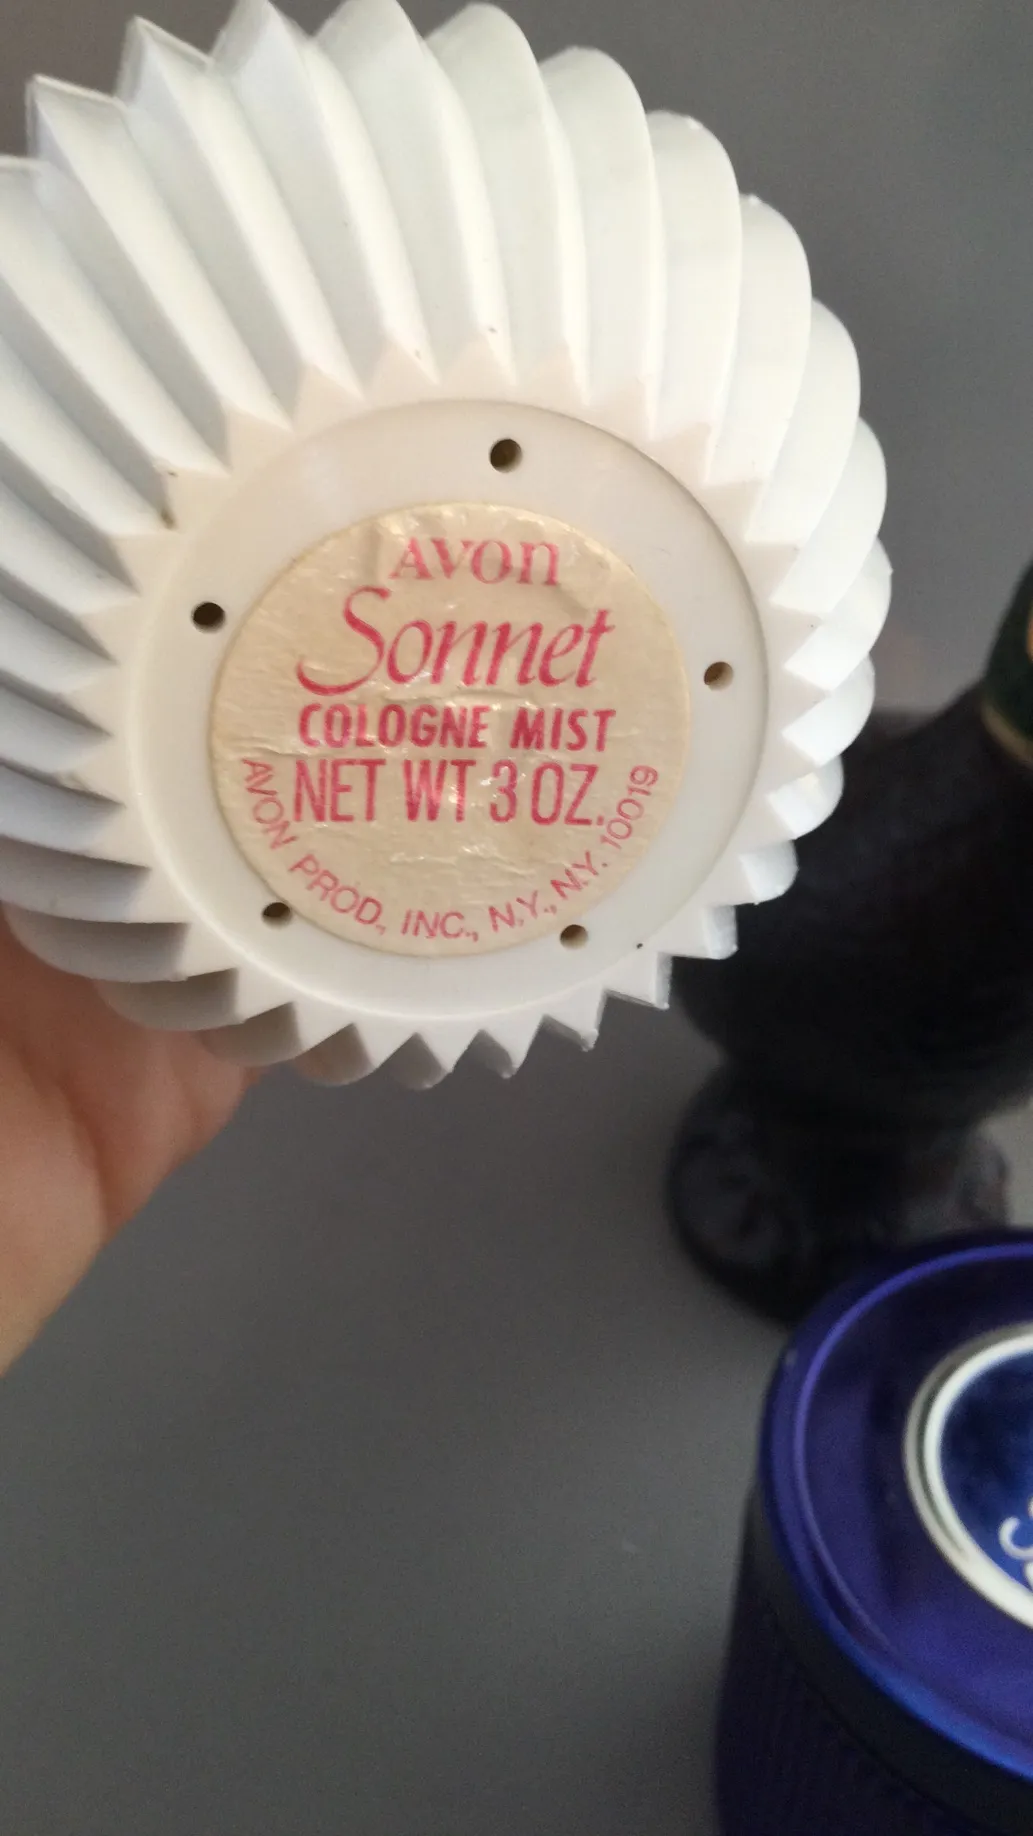 AVON
Sonnet
COLOGNE MIST
NET WT 3 OZ.
AVON PROD., INC., N.Y., N.Y. 10019